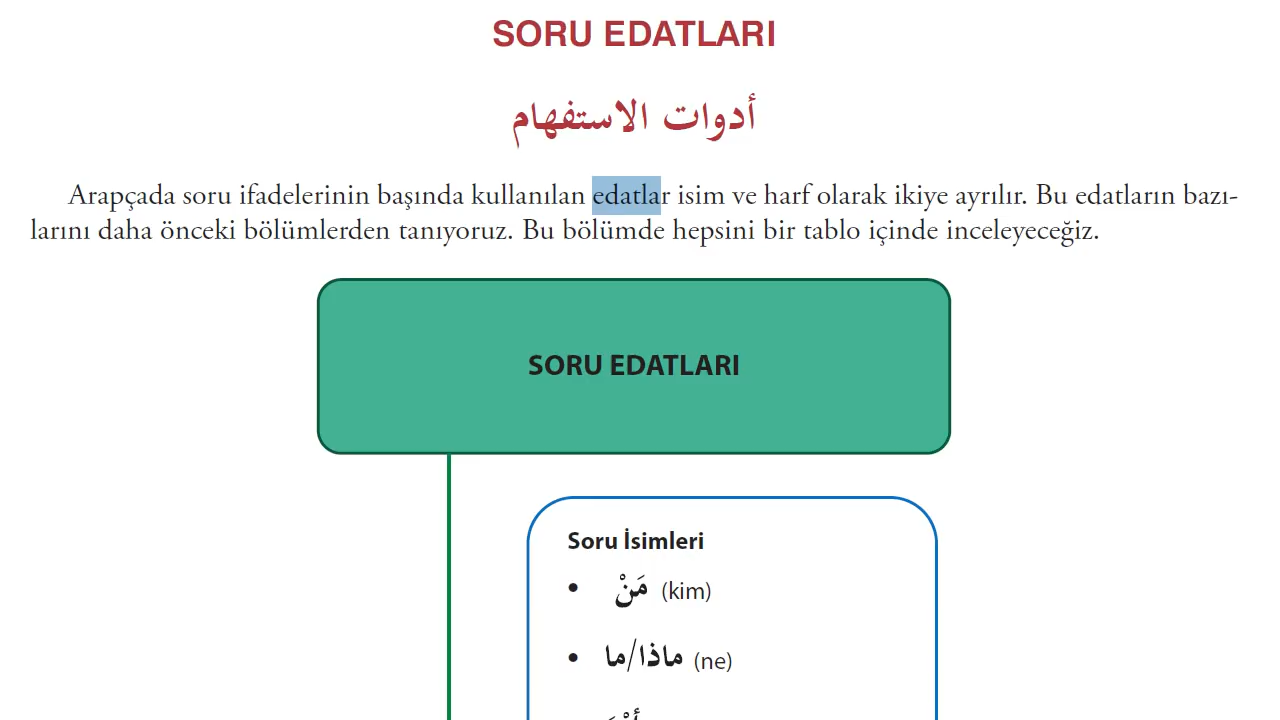 SORU EDATLARI
أدوات الاستفهام
Arapçada soru ifadelerinin başında kullanılan edatlar isim ve harf olarak ikiye ayrılır. Bu edatların bazı-
larını daha önceki bölümlerden tanıyoruz. Bu bölümde hepsini bir tablo içinde inceleyeceğiz.
SORU EDATLARI
Soru İsimleri
• مَنْ (kim)
• ماذا/ما (ne)